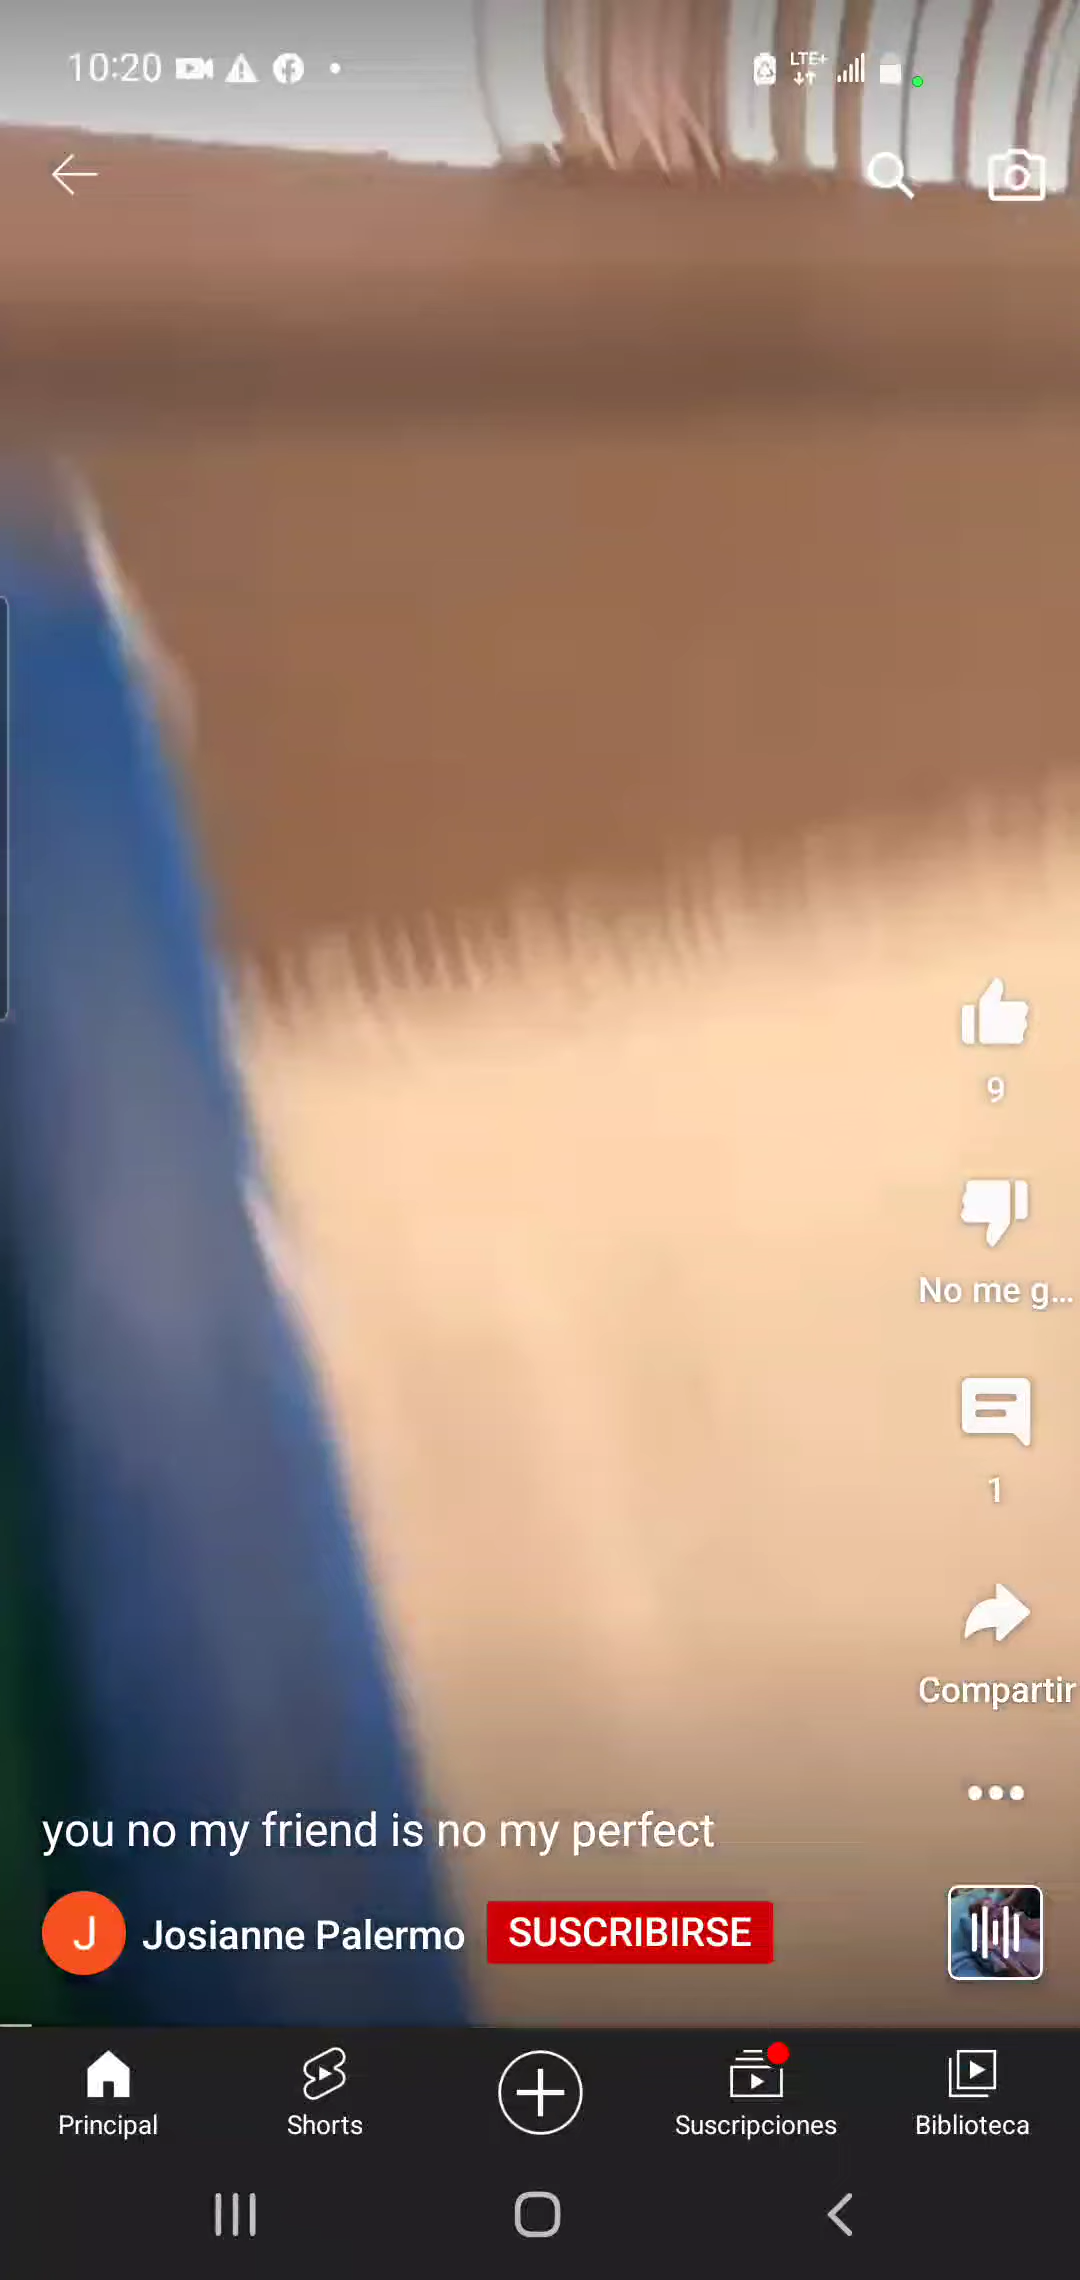 10:20
LTE+
9
No me g...
1
Compartir
you no my friend is no my perfect
J Josianne Palermo SUSCRIBIRSE
Principal Shorts Suscripciones Biblioteca